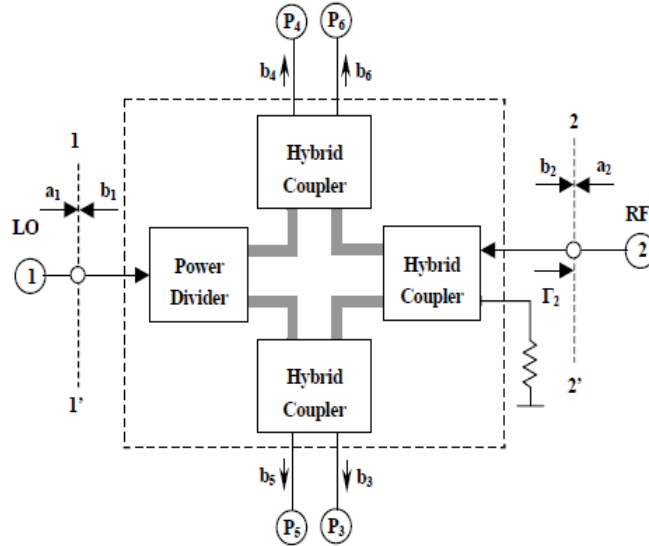 P4 P6
b4 b6
1 2
Hybrid
Coupler
a1 b1 b2 a2
LO RF
1 Power
Divider Hybrid
Coupler 2
Γ2
Hybrid
Coupler
1’ 2’
b5 b3
P5 P3